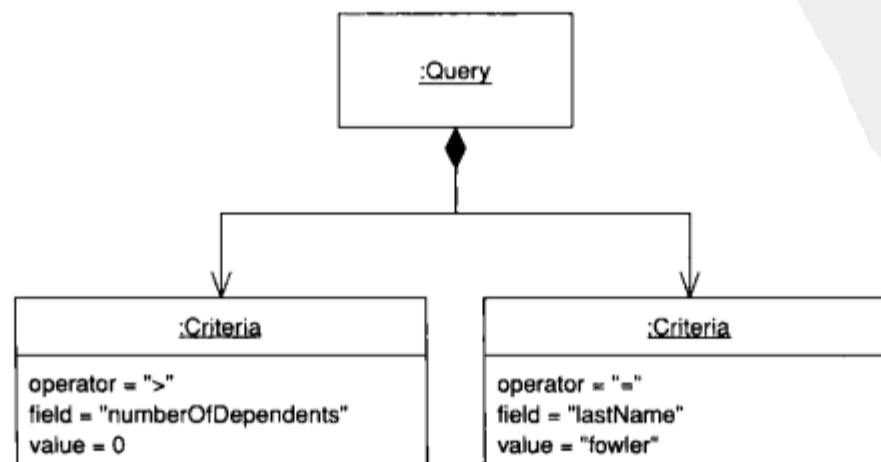 :Query
:Criteria
operator = ">"
field = "numberOfDependents"
value = 0
:Criteria
operator = "="
field = "lastName"
value = "fowler"